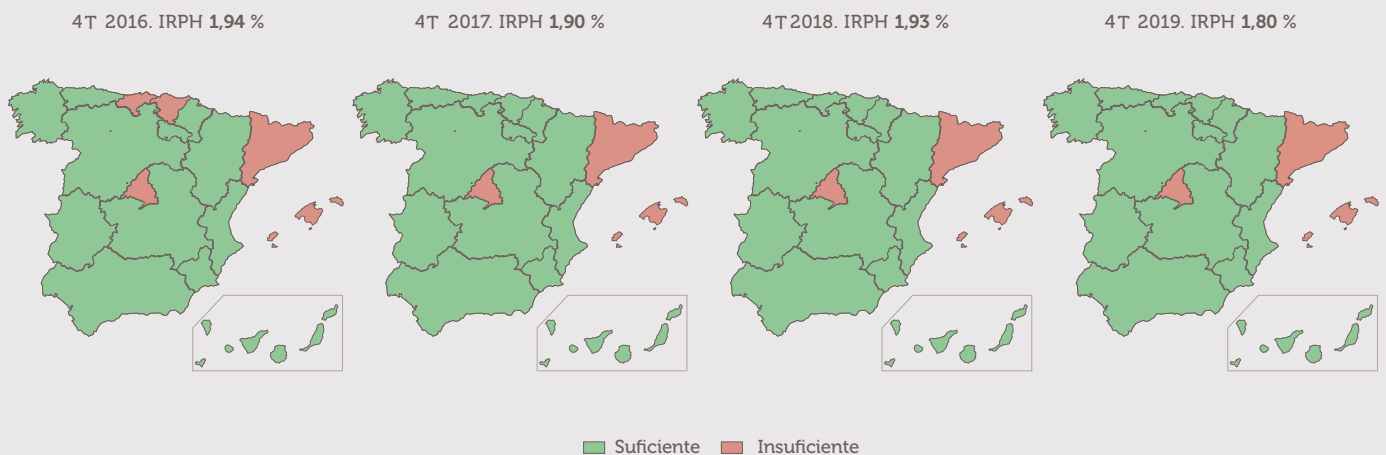 4T 2016. IRPH 1,94 %
4T 2017. IRPH 1,90 %
4T 2018. IRPH 1,93 %
4T 2019. IRPH 1,80 %
Suficiente
Insuficiente